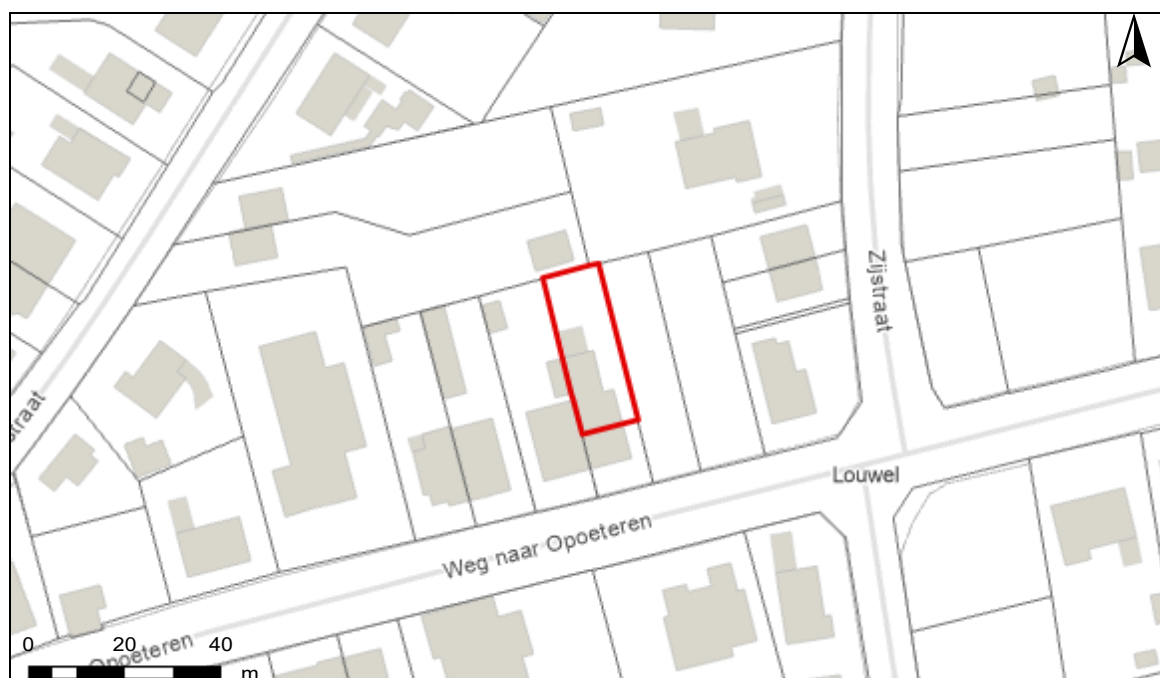 Zijstraat
straat
Louwel
Weg naar Opoeteren
Opoeteren
0 20 40
m